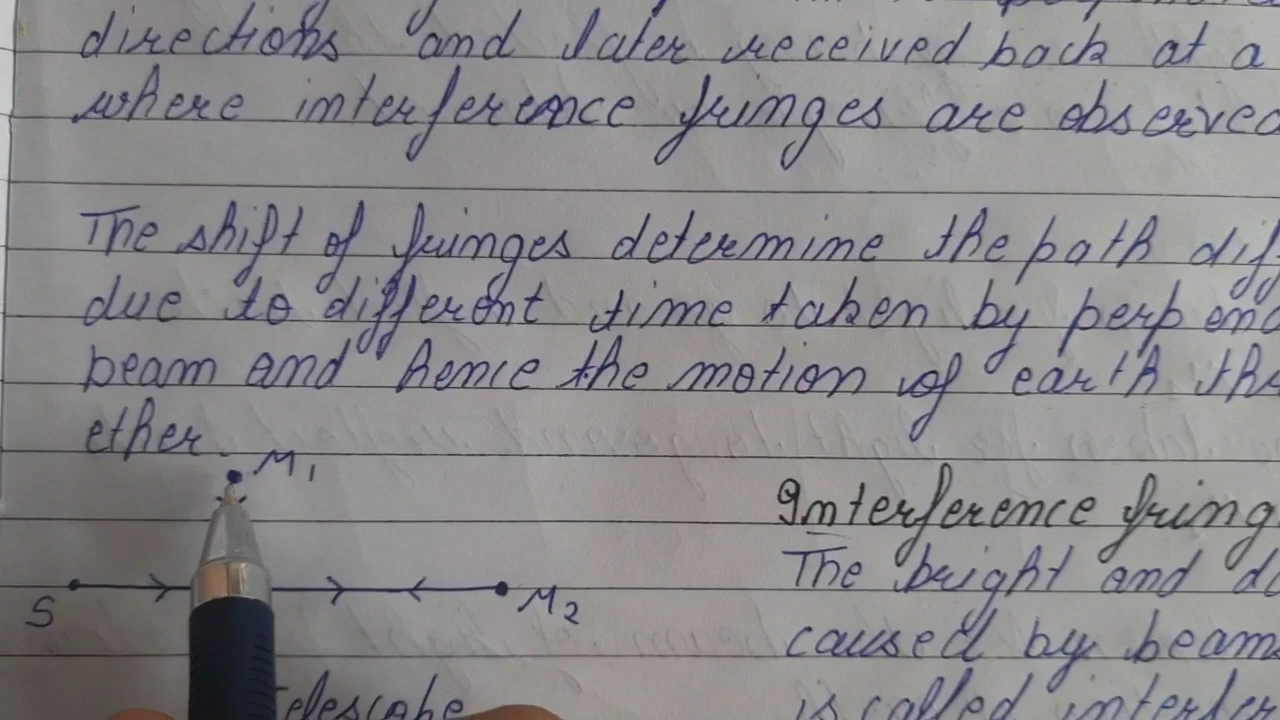 directions and later received back at a
where interference fringes are observed
The shift of fringes determine the path diff
due to different time taken by perpend
beam and hence the motion of earth th
ether.
M1
S
M2
Telescope
Interference fring
The bright and d
caused by beam
is called interfer